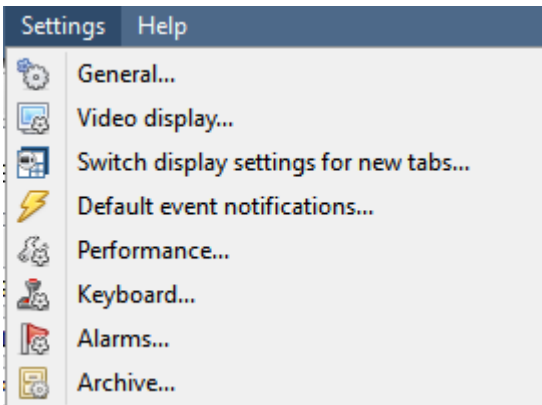 Settings Help
General...
Video display...
Switch display settings for new tabs...
Default event notifications...
Performance...
Keyboard...
Alarms...
Archive...